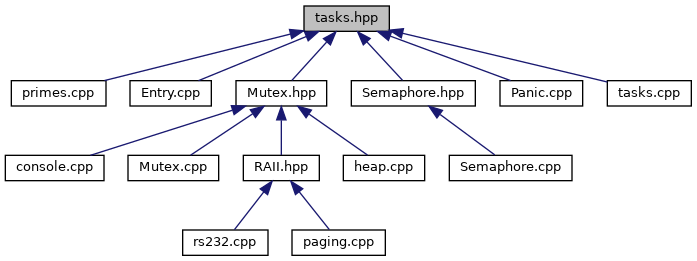 tasks.hpp
primes.cpp
Entry.cpp
Mutex.hpp
Semaphore.hpp
Panic.cpp
tasks.cpp
console.cpp
Mutex.cpp
RAII.hpp
heap.cpp
Semaphore.cpp
rs232.cpp
paging.cpp